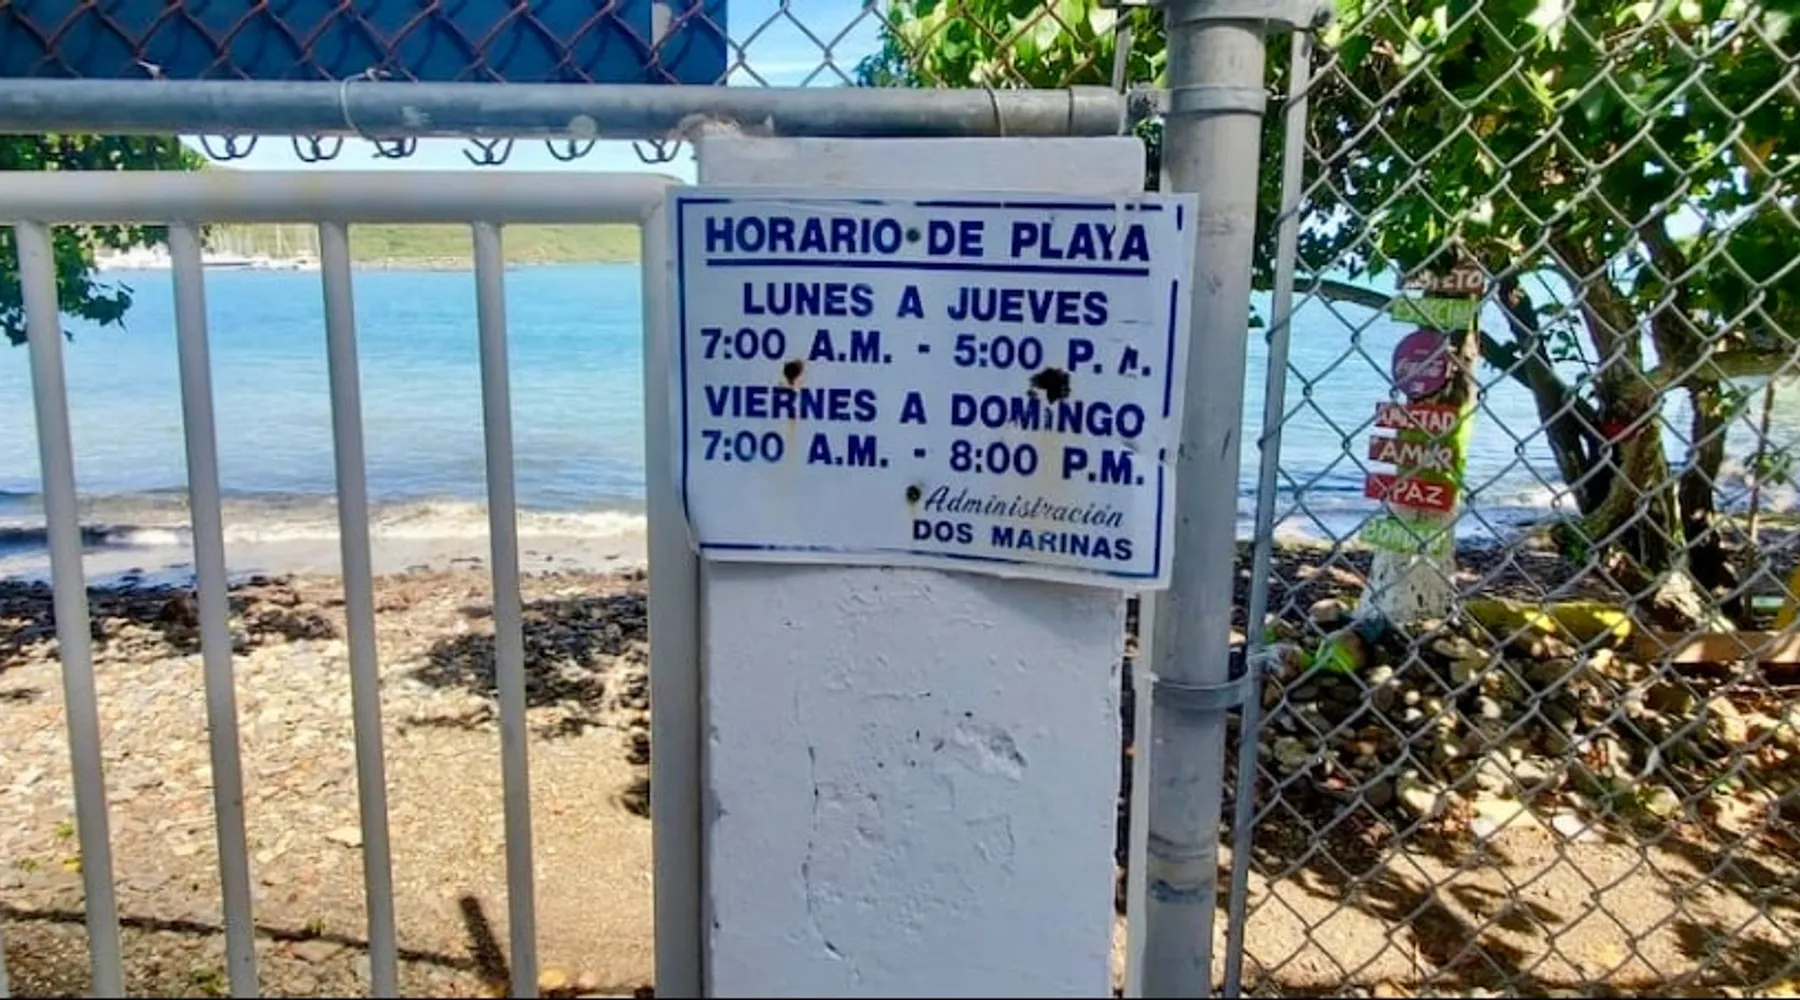 HORARIO DE PLAYA
LUNES A JUEVES
7:00 A.M. - 5:00 P.M.
VIERNES A DOMINGO
7:00 A.M. - 8:00 P.M.
Administración
DOS MARINAS
AMISTAD
AMOR
PAZ